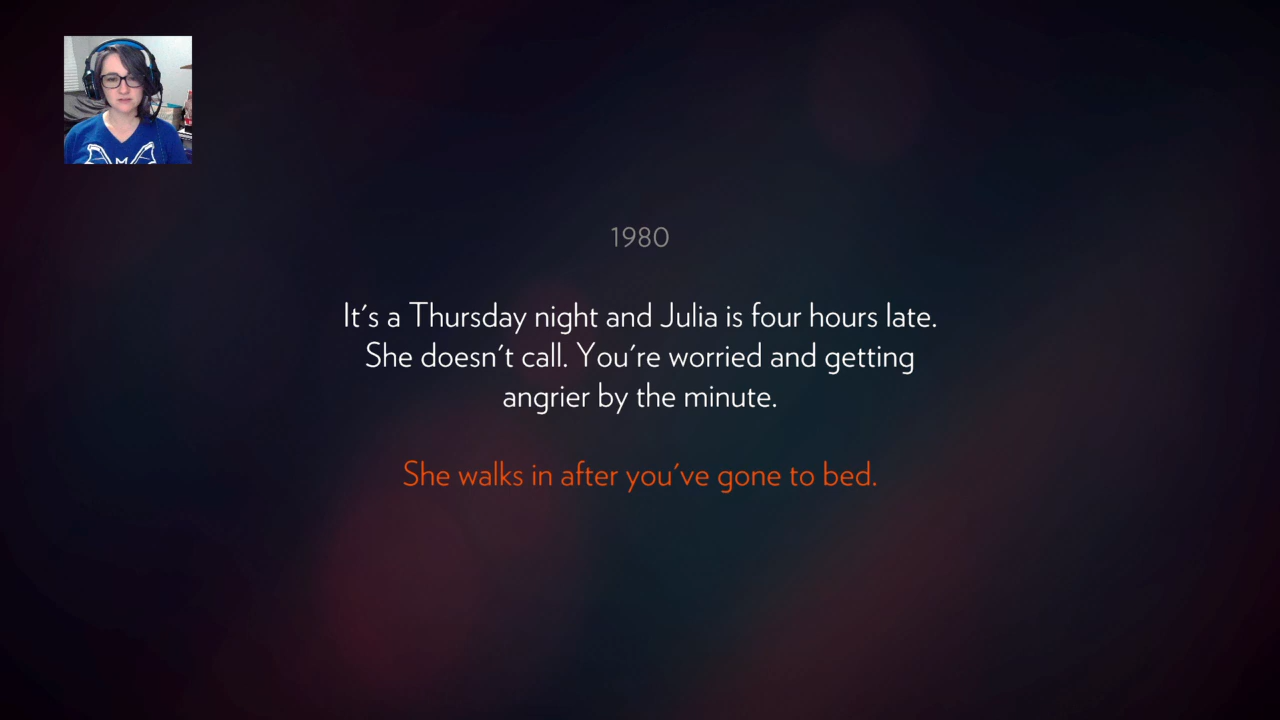 1980
It's a Thursday night and Julia is four hours late.
She doesn't call. You're worried and getting
angrier by the minute.
She walks in after you've gone to bed.